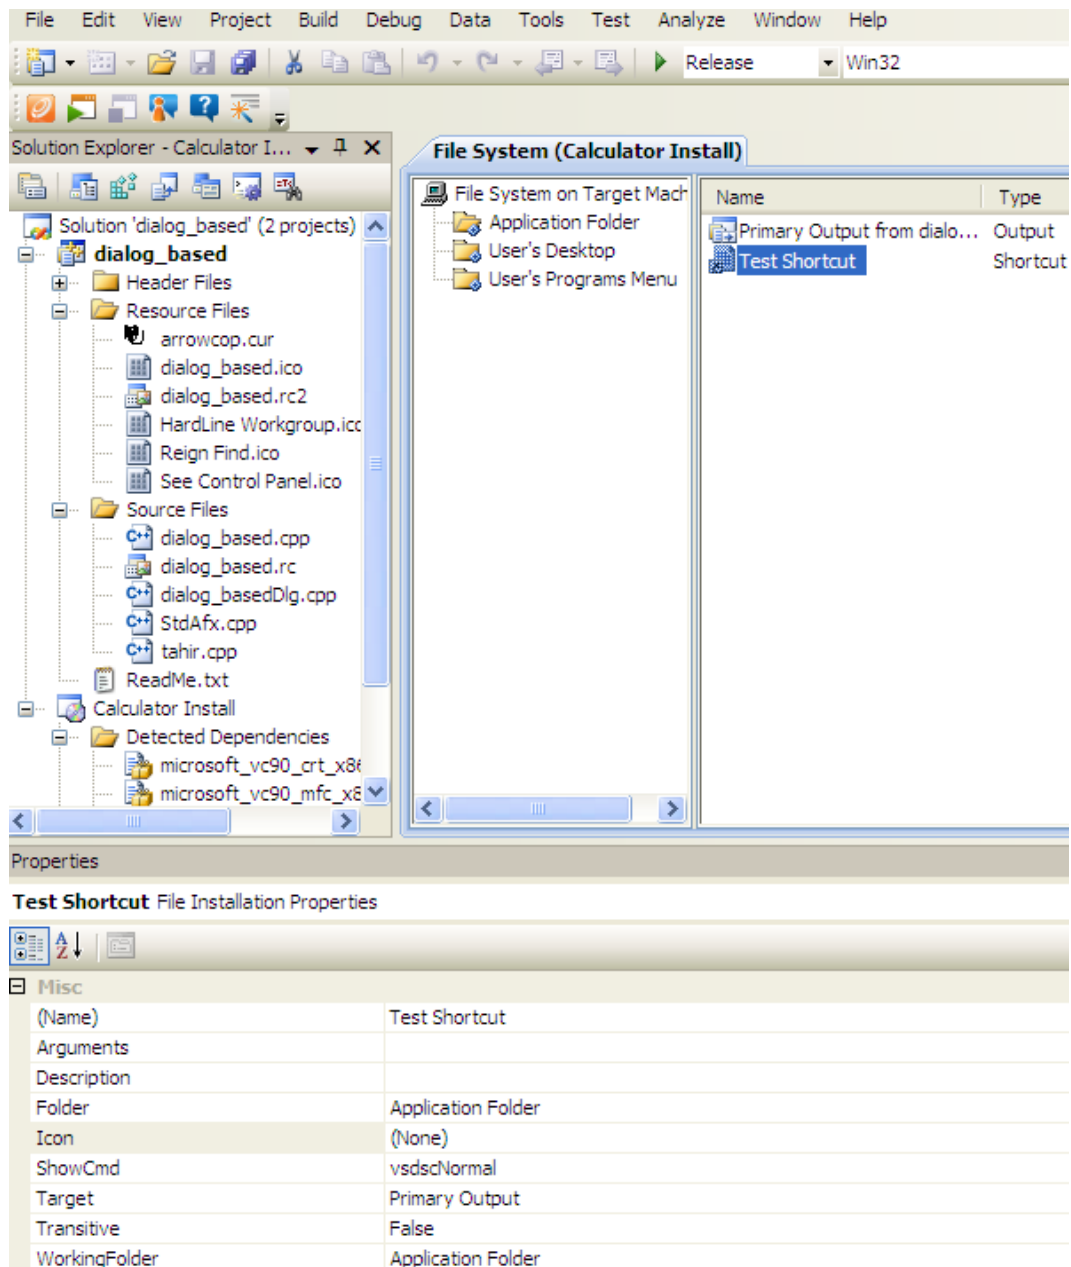 File Edit View Project Build Debug Data Tools Test Analyze Window Help
Release Win32
Solution Explorer - Calculator I...
File System (Calculator Install)
Solution 'dialog_based' (2 projects)
dialog_based
Header Files
Resource Files
arrowcop.cur
dialog_based.ico
dialog_based.rc2
HardLine Workgroup.ico
Reign Find.ico
See Control Panel.ico
Source Files
dialog_based.cpp
dialog_based.rc
dialog_basedDlg.cpp
StdAfx.cpp
tahir.cpp
ReadMe.txt
Calculator Install
Detected Dependencies
microsoft_vc90_crt_x86
microsoft_vc90_mfc_x8
File System on Target Mach
Application Folder
User's Desktop
User's Programs Menu
Name Type
Primary Output from dialo... Output
Test Shortcut Shortcut
Properties
Test Shortcut File Installation Properties
Misc
(Name) Test Shortcut
Arguments
Description
Folder Application Folder
Icon (None)
ShowCmd vsdscNormal
Target Primary Output
Transitive False
WorkingFolder Application Folder